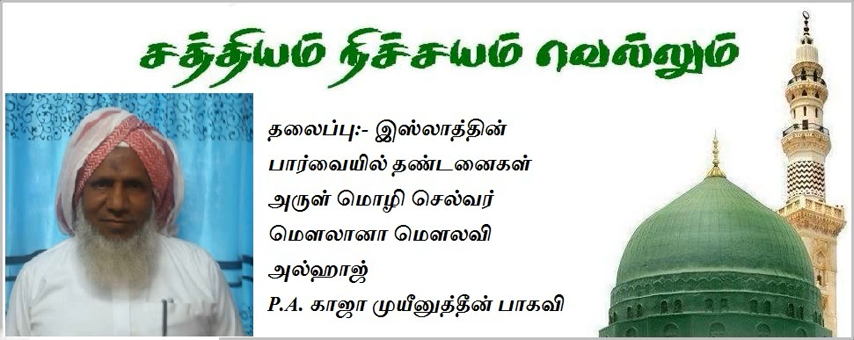 சத்தியம் நிச்சயம் வெல்லும்
தலைப்பு:- இஸ்லாத்தின்
பார்வையில் தண்டனைகள்
அருள் மொழி செல்வர்
மௌலானா மௌலவி
அல்ஹாஜ்
P.A. காஜா முயீனுத்தீன் பாகவி